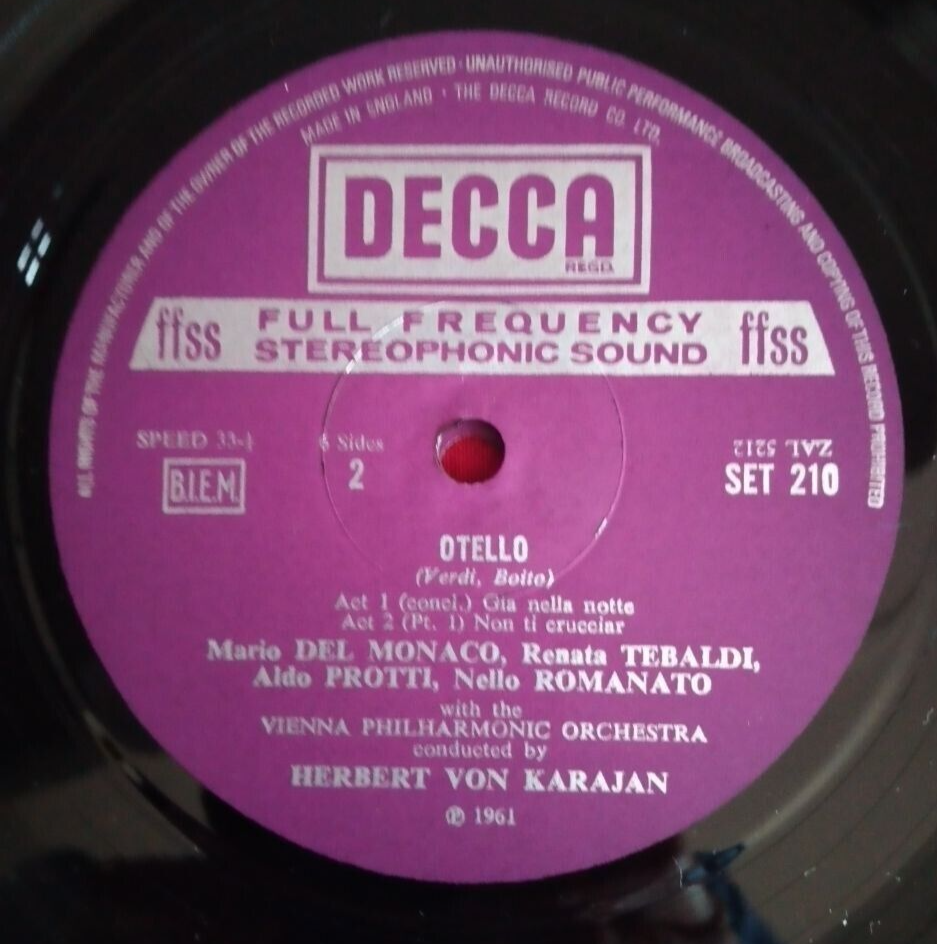 ALL RIGHTS OF THE MANUFACTURER AND OF THE OWNER OF THE RECORDED WORK RESERVED · UNAUTHORISED PUBLIC PERFORMANCE BROADCASTING AND COPYING OF THIS RECORD PROHIBITED
MADE IN ENGLAND · THE DECCA RECORD CO. LTD.
DECCA
REGD.
ffss FULL FREQUENCY STEREOPHONIC SOUND ffss
SPEED 33⅓
B.I.E.M.
6 Sides
2
ZAL 5212
SET 210
OTELLO
(Verdi, Boito)
Act 1 (concl.) Gia nella notte
Act 2 (Pt. 1) Non ti crucciar
Mario DEL MONACO, Renata TEBALDI,
Aldo PROTTI, Nello ROMANATO
with the
VIENNA PHILHARMONIC ORCHESTRA
conducted by
HERBERT VON KARAJAN
℗ 1961